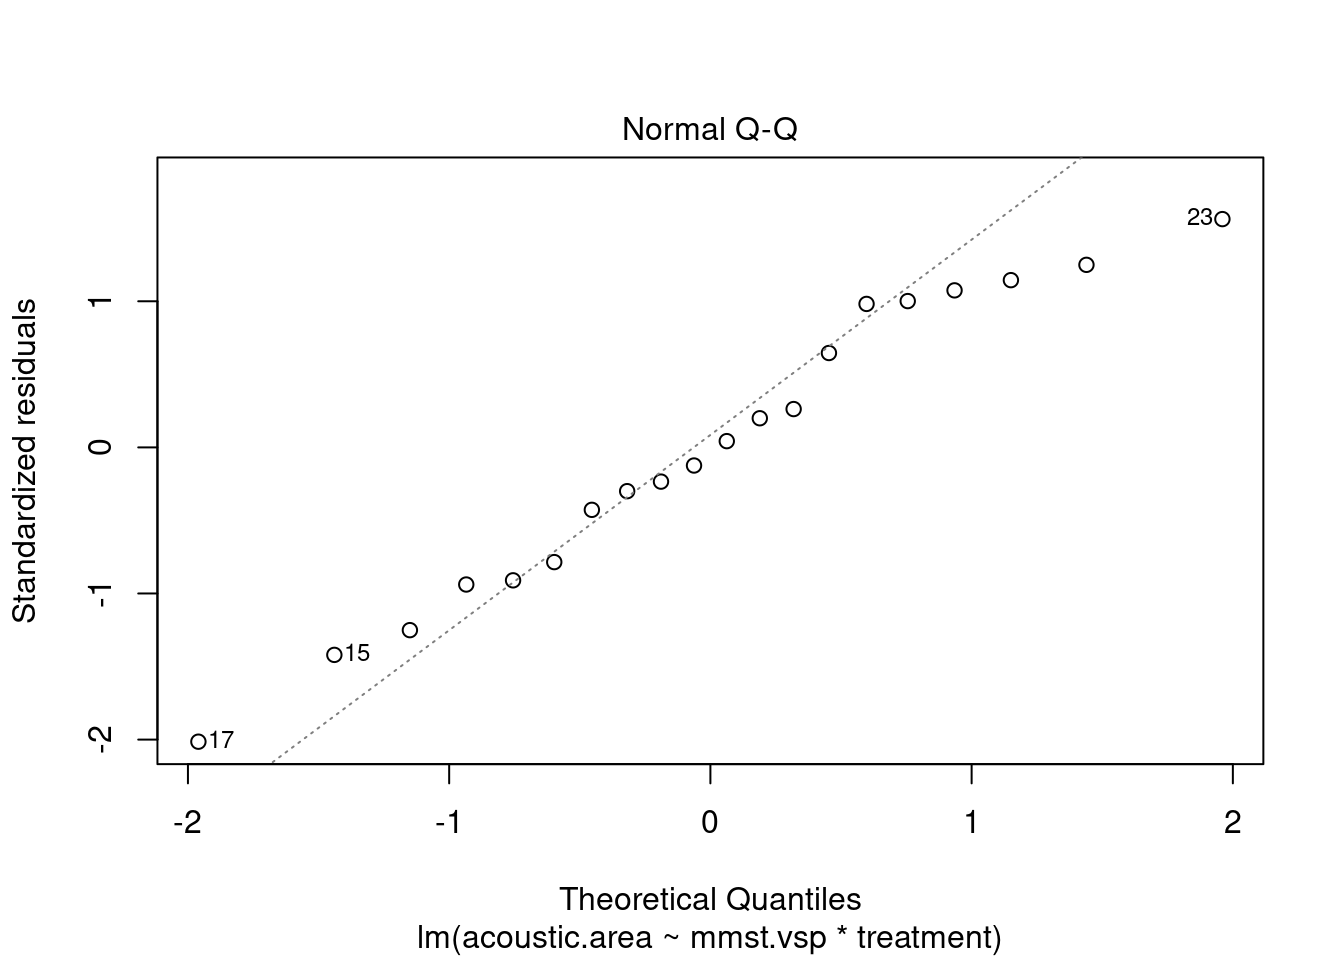 Normal Q-Q
Standardized residuals
1
0
-1
-2
23
15
17
-2 -1 0 1 2
Theoretical Quantiles
lm(acoustic.area ~ mmst.vsp * treatment)